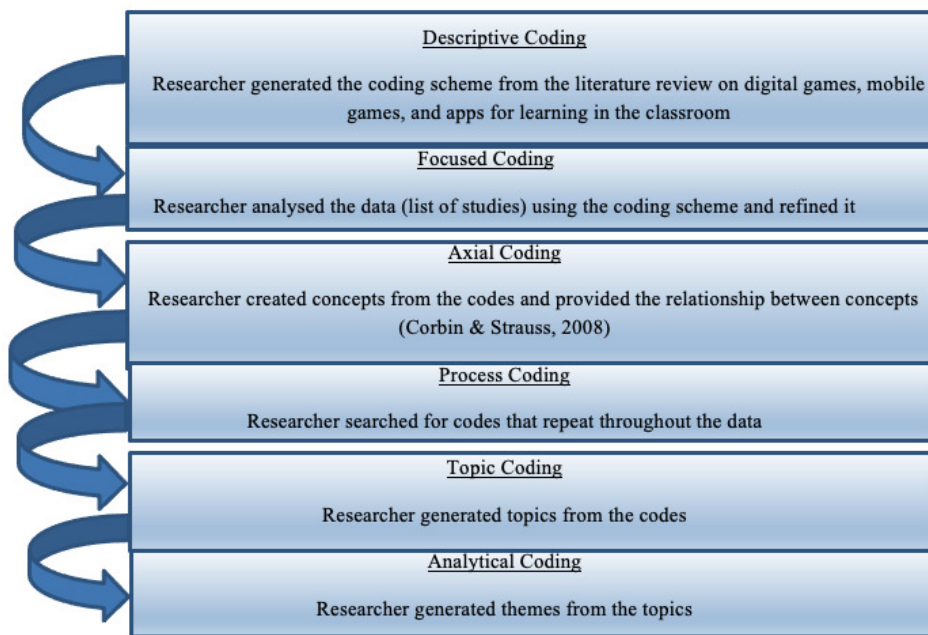 Descriptive Coding
Researcher generated the coding scheme from the literature review on digital games, mobile
games, and apps for learning in the classroom
Focused Coding
Researcher analysed the data (list of studies) using the coding scheme and refined it
Axial Coding
Researcher created concepts from the codes and provided the relationship between concepts
(Corbin & Strauss, 2008)
Process Coding
Researcher searched for codes that repeat throughout the data
Topic Coding
Researcher generated topics from the codes
Analytical Coding
Researcher generated themes from the topics